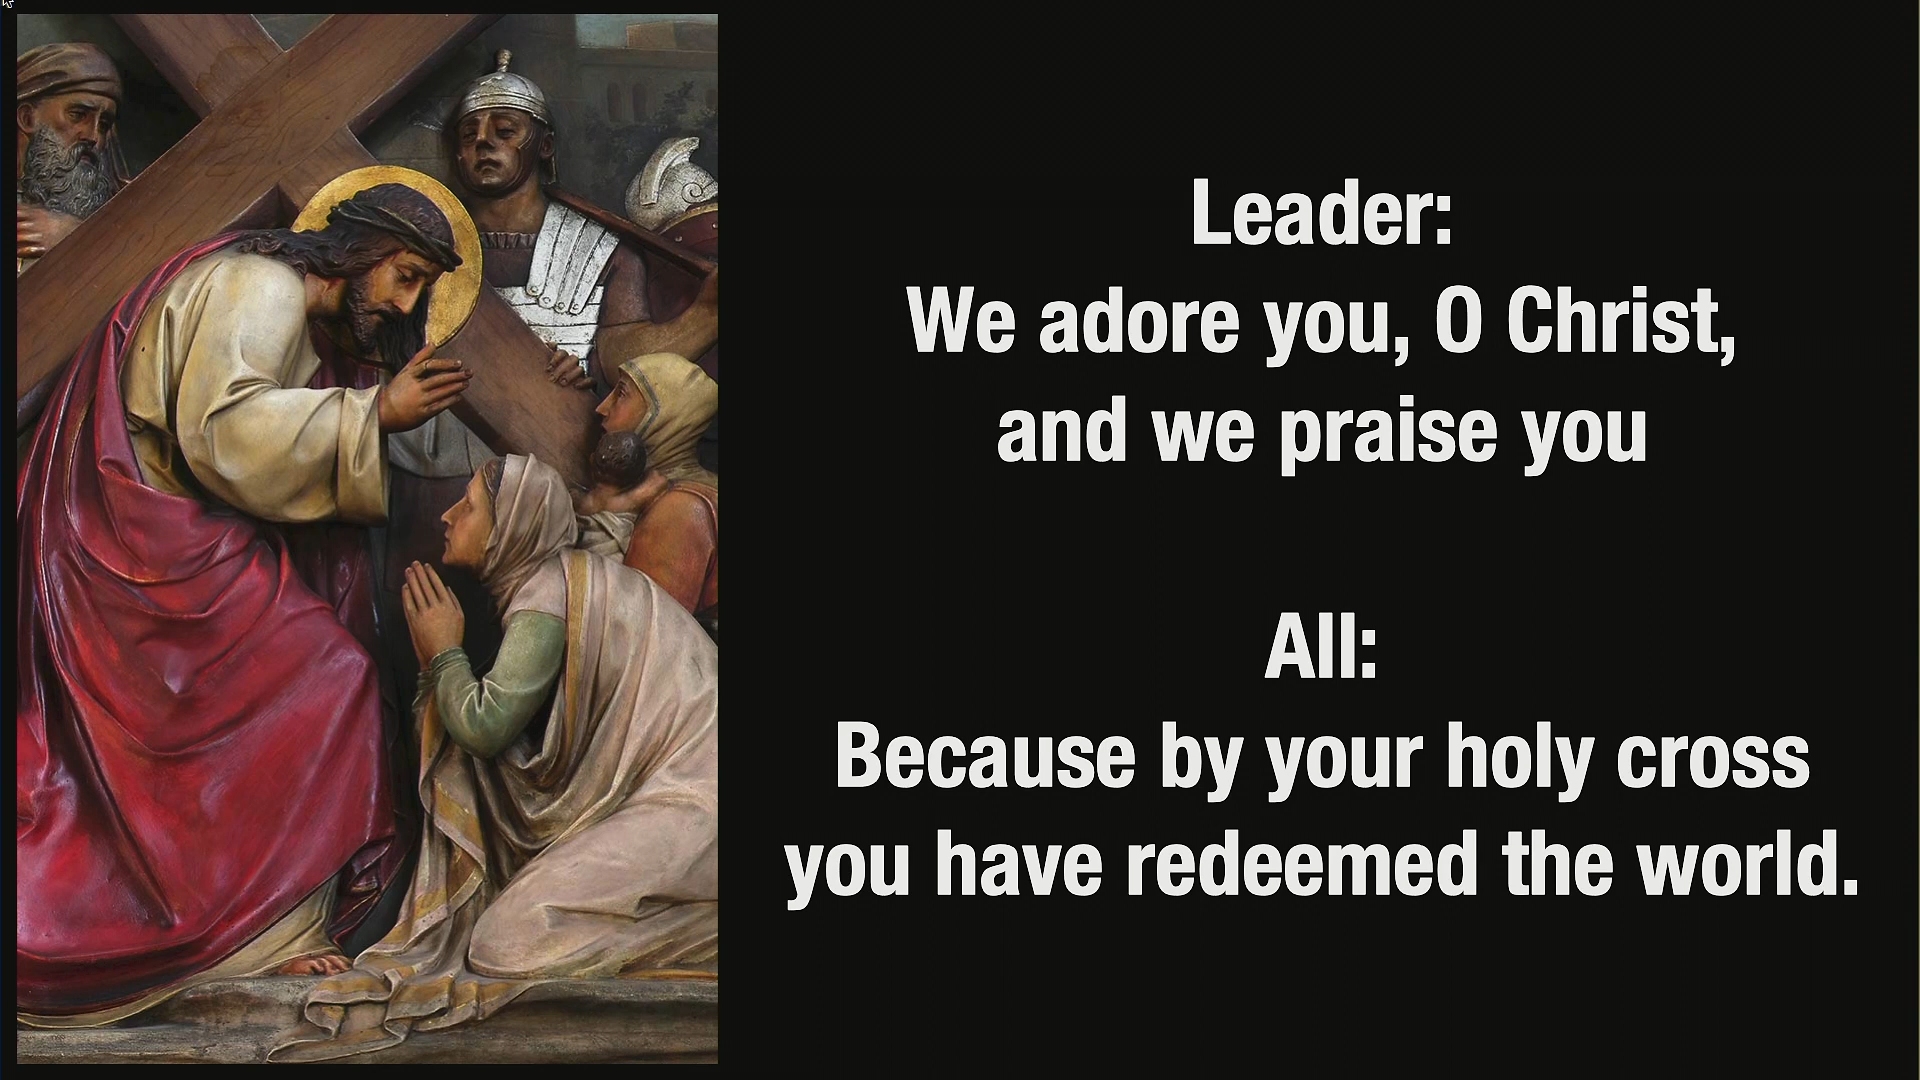 Leader:
We adore you, O Christ,
and we praise you
All:
Because by your holy cross
you have redeemed the world.